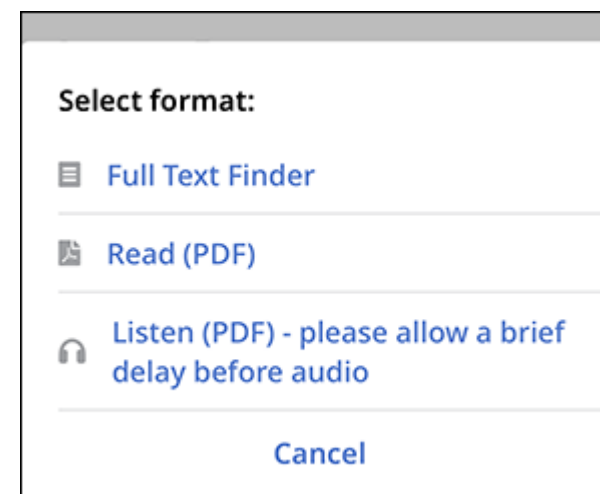 Select format:
Full Text Finder
Read (PDF)
Listen (PDF) - please allow a brief
delay before audio
Cancel